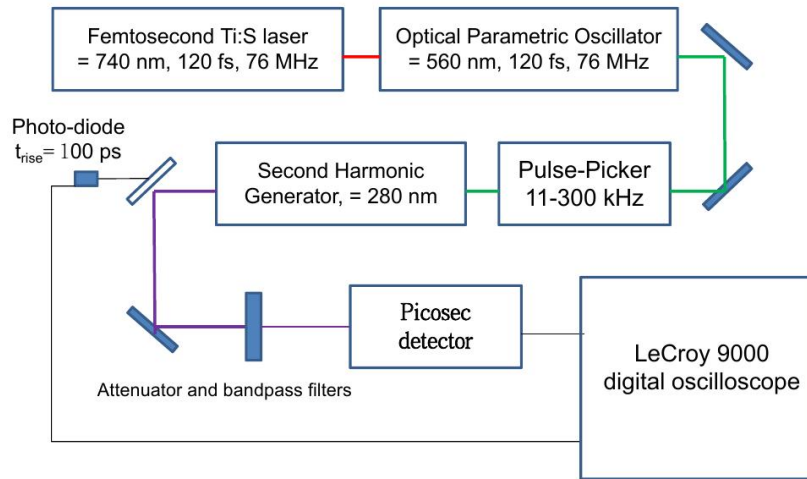 Femtosecond Ti:S laser
= 740 nm, 120 fs, 76 MHz
Optical Parametric Oscillator
= 560 nm, 120 fs, 76 MHz
Photo-diode
trise= 100 ps
Second Harmonic
Generator, = 280 nm
Pulse-Picker
11-300 kHz
Picosec
detector
LeCroy 9000
digital oscilloscope
Attenuator and bandpass filters